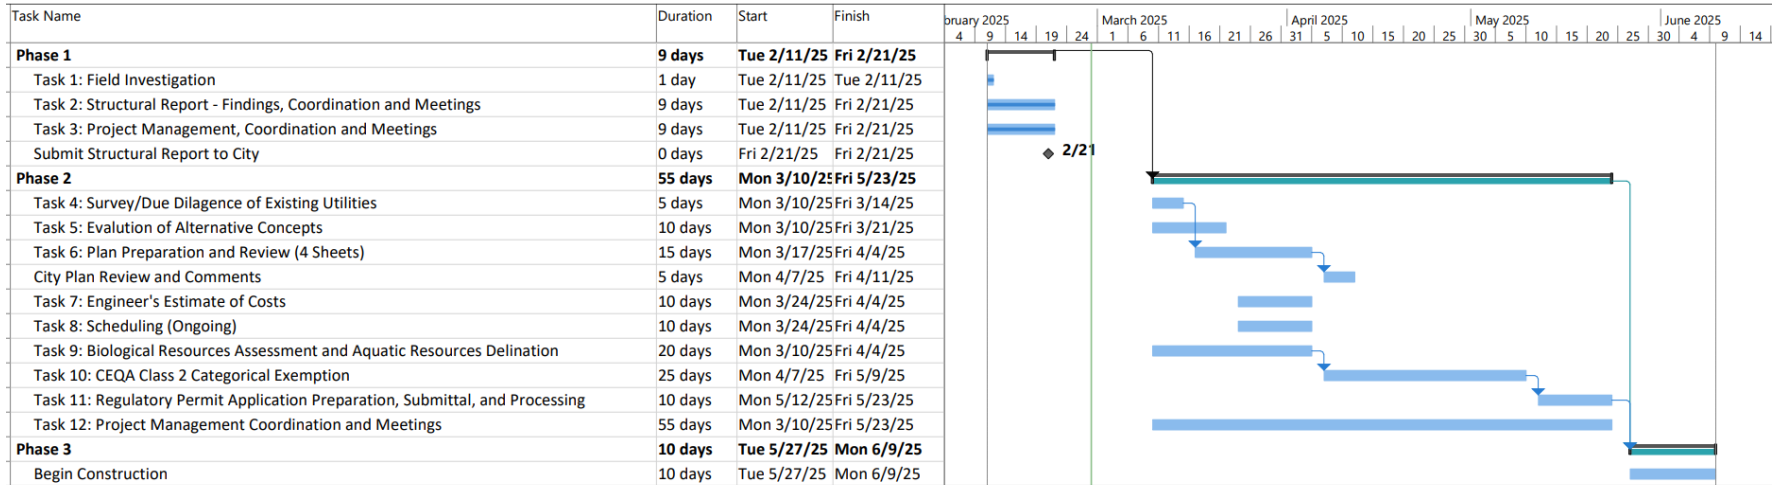 Task Name Duration Start Finish bruary 2025 March 2025 April 2025 May 2025 June 2025
4 9 14 19 24 1 6 11 16 21 26 31 5 10 15 20 25 30 5 10 15 20 25 30 4 9 14
Phase 1 9 days Tue 2/11/25 Fri 2/21/25
Task 1: Field Investigation 1 day Tue 2/11/25 Tue 2/11/25
Task 2: Structural Report - Findings, Coordination and Meetings 9 days Tue 2/11/25 Fri 2/21/25
Task 3: Project Management, Coordination and Meetings 9 days Tue 2/11/25 Fri 2/21/25
Submit Structural Report to City 0 days Fri 2/21/25 Fri 2/21/25 2/21
Phase 2 55 days Mon 3/10/25 Fri 5/23/25
Task 4: Survey/Due Dilagence of Existing Utilities 5 days Mon 3/10/25 Fri 3/14/25
Task 5: Evalution of Alternative Concepts 10 days Mon 3/10/25 Fri 3/21/25
Task 6: Plan Preparation and Review (4 Sheets) 15 days Mon 3/17/25 Fri 4/4/25
City Plan Review and Comments 5 days Mon 4/7/25 Fri 4/11/25
Task 7: Engineer's Estimate of Costs 10 days Mon 3/24/25 Fri 4/4/25
Task 8: Scheduling (Ongoing) 10 days Mon 3/24/25 Fri 4/4/25
Task 9: Biological Resources Assessment and Aquatic Resources Delination 20 days Mon 3/10/25 Fri 4/4/25
Task 10: CEQA Class 2 Categorical Exemption 25 days Mon 4/7/25 Fri 5/9/25
Task 11: Regulatory Permit Application Preparation, Submittal, and Processing 10 days Mon 5/12/25 Fri 5/23/25
Task 12: Project Management Coordination and Meetings 55 days Mon 3/10/25 Fri 5/23/25
Phase 3 10 days Tue 5/27/25 Mon 6/9/25
Begin Construction 10 days Tue 5/27/25 Mon 6/9/25